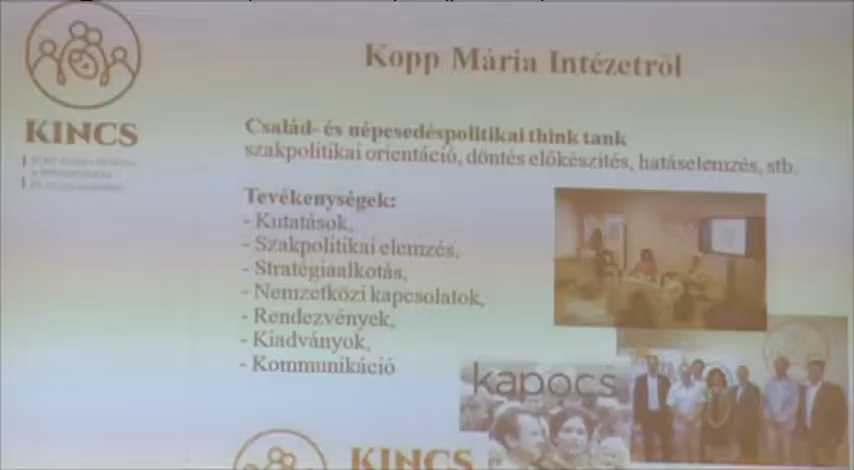 Kopp Mária Intézetről
KINCS
Család- és népesedéspolitikai think tank
szakpolitikai orientáció, döntés előkészítés, hatáselemzés, stb.
Tevékenységek:
- Kutatások,
- Szakpolitikai elemzés,
- Stratégiaalkotás,
- Nemzetközi kapcsolatok,
- Rendezvények,
- Kiadványok,
- Kommunikáció
kapocs
KINCS